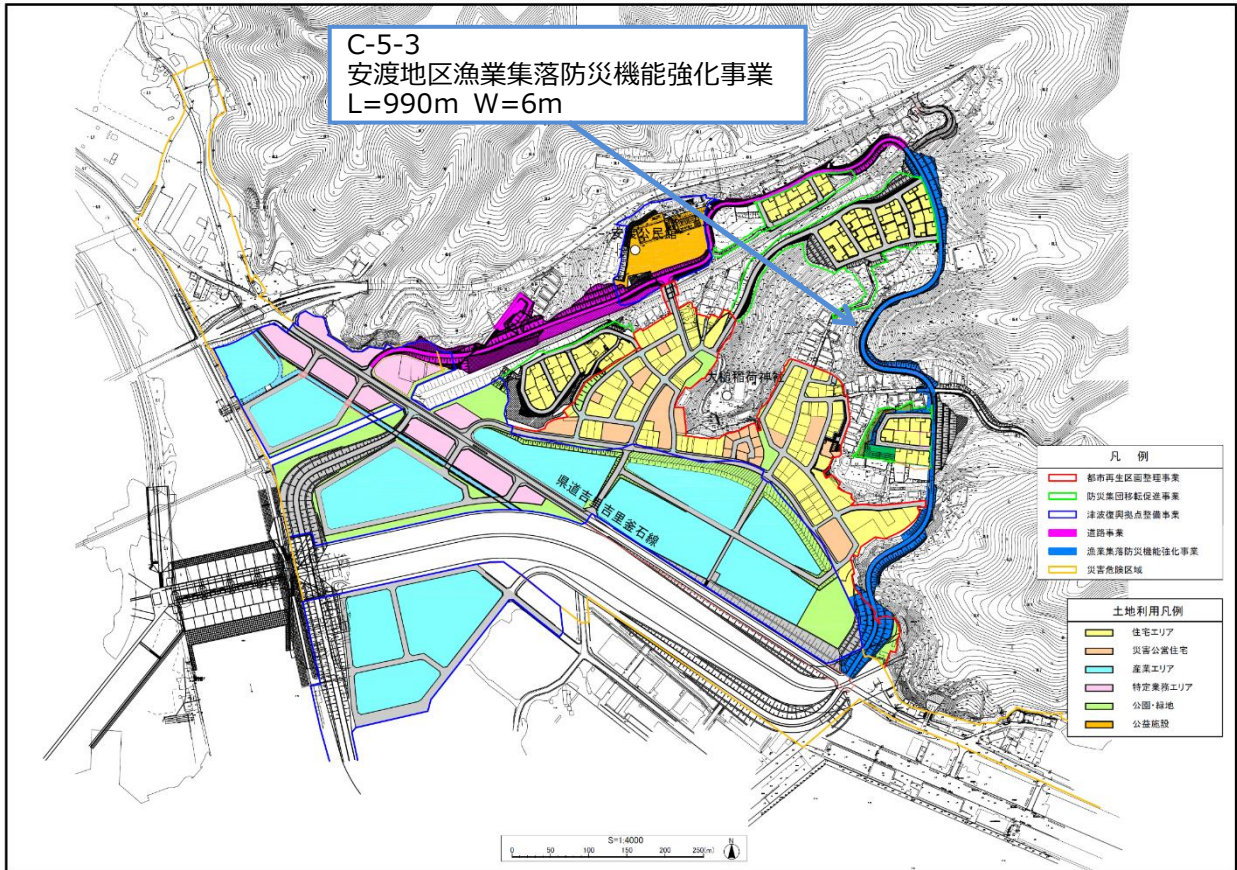 C-5-3
安渡地区漁業集落防災機能強化事業
L=990m W=6m
大槌稲荷神社
県道吉里吉里釜石線
凡 例
都市再生区画整理事業
防災集団移転促進事業
津波復興拠点整備事業
道路事業
漁業集落防災機能強化事業
災害危険区域
土地利用凡例
住宅エリア
災害公営住宅
産業エリア
特定業務エリア
公園・緑地
公益施設
S=1:4000
0 50 100 150 200 250(m)
N